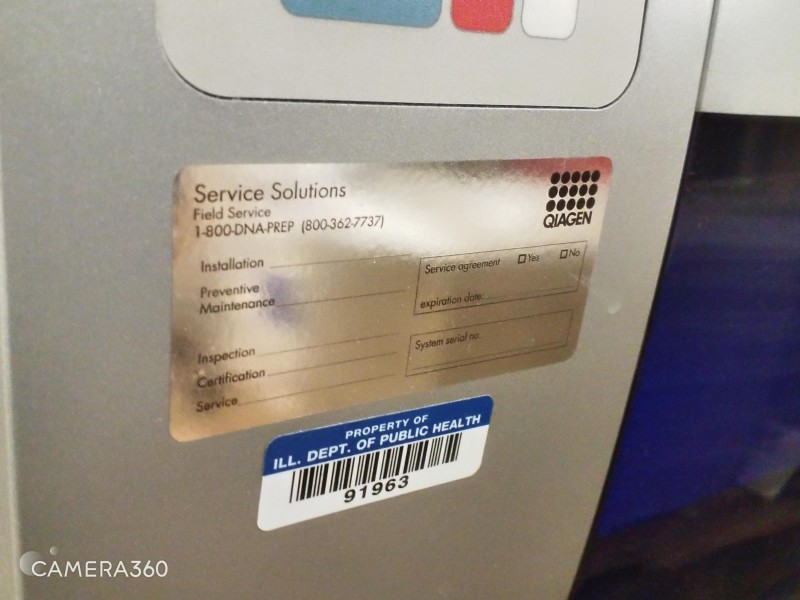 Service Solutions
Field Service
1-800-DNA-PREP (800-362-7737)
QIAGEN
Installation
Preventive
Maintenance
Inspection
Certification
Service
Service agreement Yes No
expiration date:
System serial no.
PROPERTY OF
ILL. DEPT. OF PUBLIC HEALTH
91963
CAMERA360